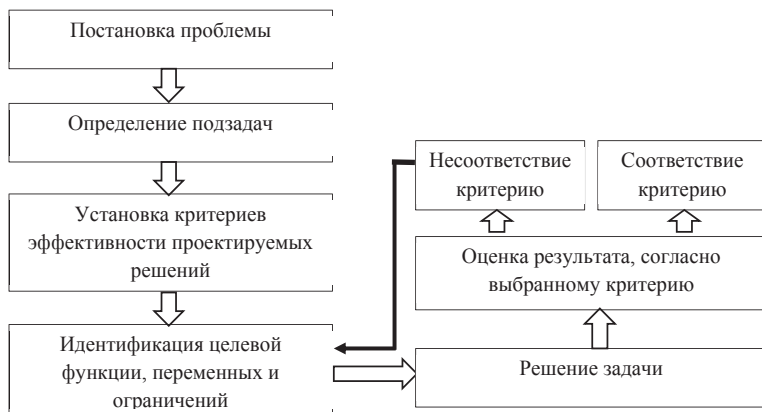 Постановка проблемы
Определение подзадач
Установка критериев
эффективности проектируемых
решений
Идентификация целевой
функции, переменных и
ограничений
Несоответствие
критерию
Соответствие
критерию
Оценка результата, согласно
выбранному критерию
Решение задачи